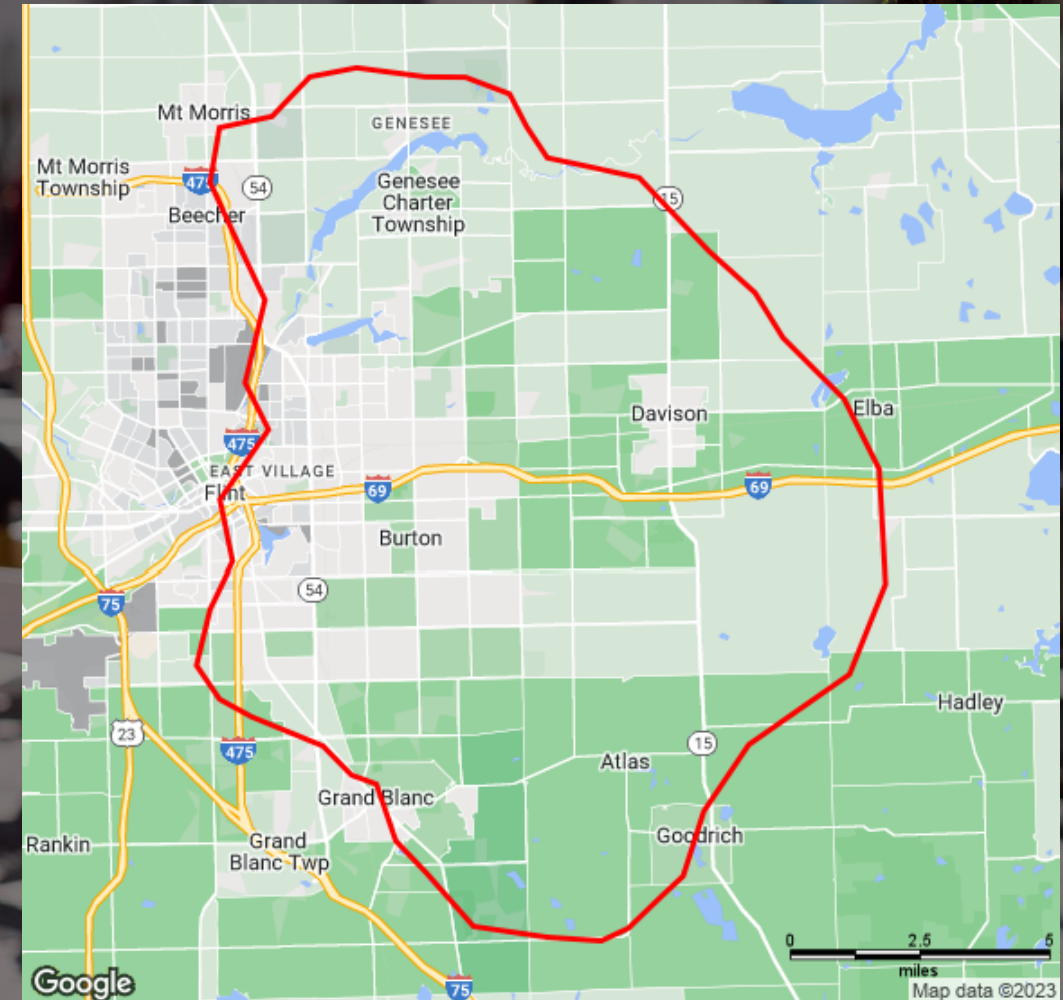 Mt Morris
GENESEE
Mt Morris
Township
475
54
Genesee
Charter
Township
15
Beecher
Davison
Elba
475
EAST VILLAGE
Flint
69
69
Burton
54
75
Hadley
23
475
15
Atlas
Grand Blanc
Goodrich
Rankin
Grand
Blanc Twp
0 2.5 5
miles
75
Google
Map data ©2023